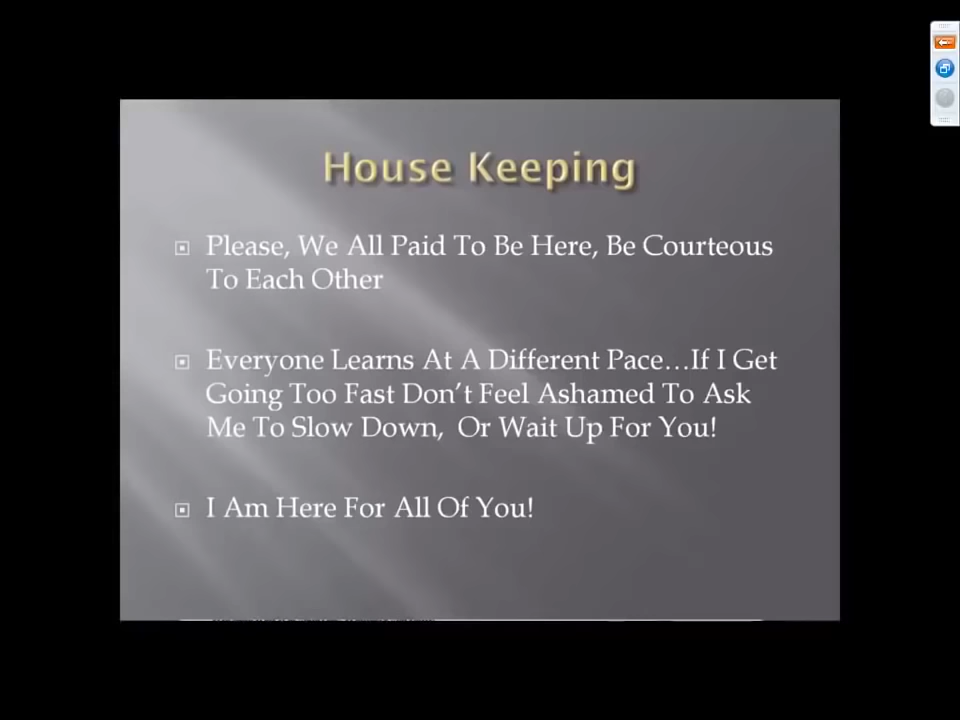 House Keeping
Please, We All Paid To Be Here, Be Courteous
To Each Other
Everyone Learns At A Different Pace…If I Get
Going Too Fast Don’t Feel Ashamed To Ask
Me To Slow Down,  Or Wait Up For You!
I Am Here For All Of You!